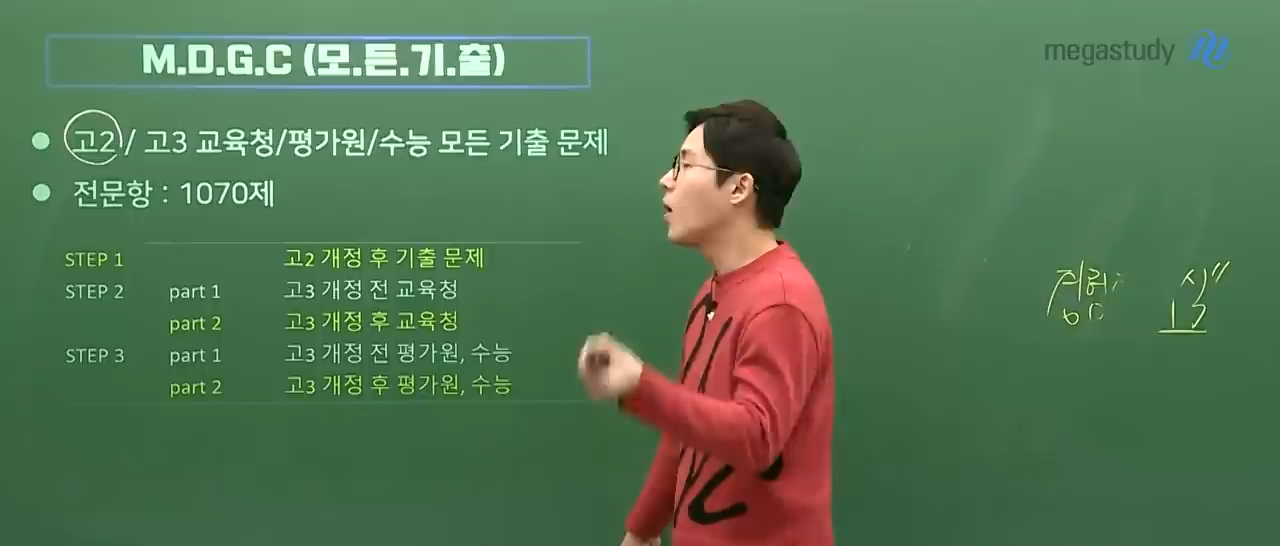 M.D.G.C (모.든.기.출)
megastudy
고2 / 고3 교육청/평가원/수능 모든 기출 문제
전문항 : 1070제
STEP 1 고2 개정 후 기출 문제
STEP 2 part 1 고3 개정 전 교육청
part 2 고3 개정 후 교육청
STEP 3 part 1 고3 개정 전 평가원, 수능
part 2 고3 개정 후 평가원, 수능